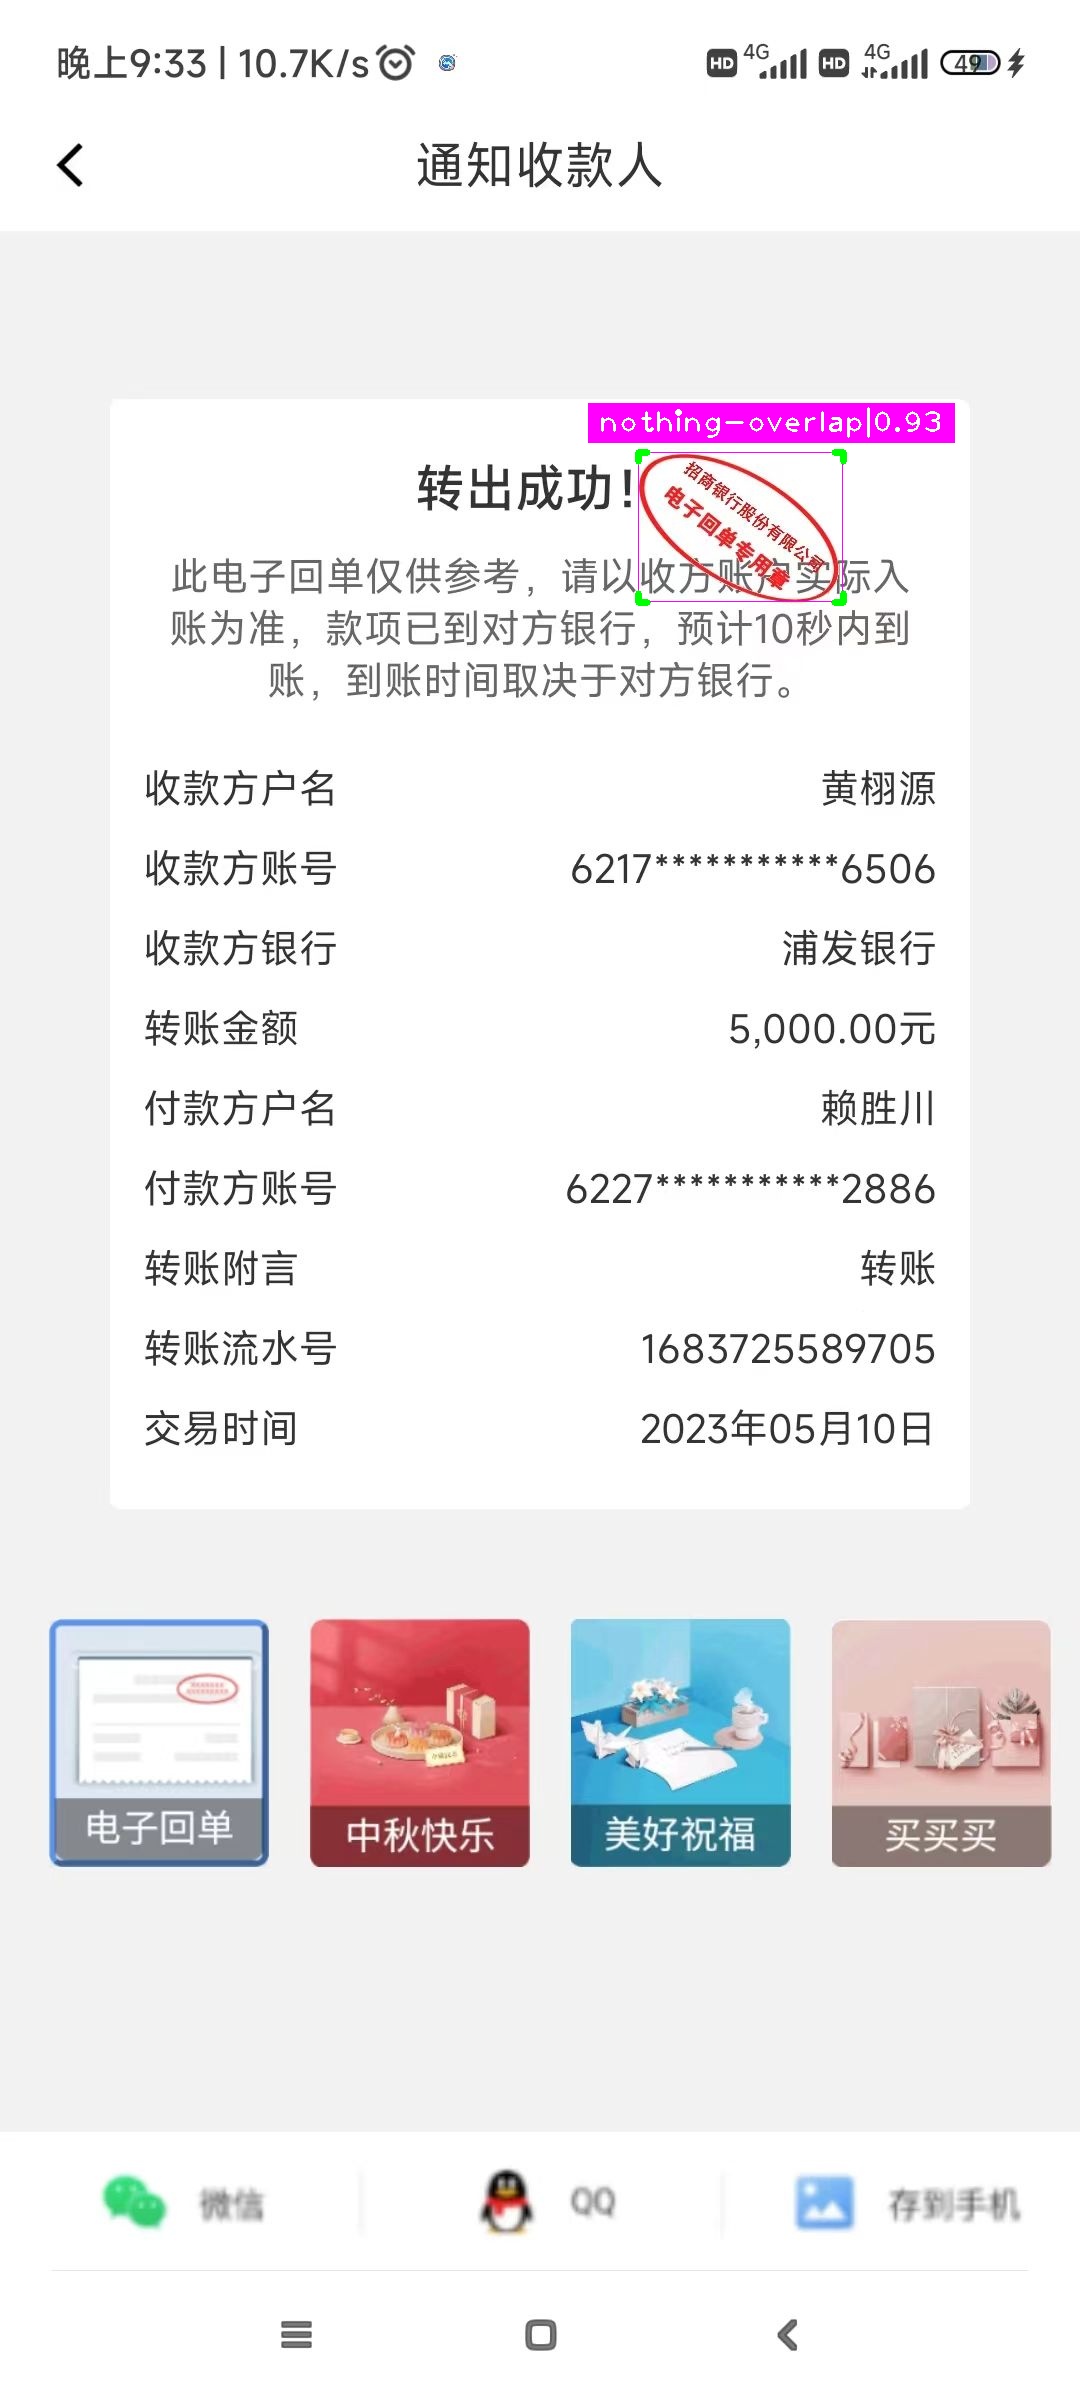 晚上9:33 | 10.7K/s
HD 4G HD 4G 49
通知收款人
nothing-overlap|0.93
转出成功!
招商银行股份有限公司
电子回单专用章
此电子回单仅供参考，请以收方账户实际入
账为准，款项已到对方银行，预计10秒内到
账，到账时间取决于对方银行。
收款方户名 黄栩源
收款方账号 6217***********6506
收款方银行 浦发银行
转账金额 5,000.00元
付款方户名 赖胜川
付款方账号 6227***********2886
转账附言 转账
转账流水号 1683725589705
交易时间 2023年05月10日
电子回单 中秋快乐 美好祝福 买买买
微信 QQ 存到手机